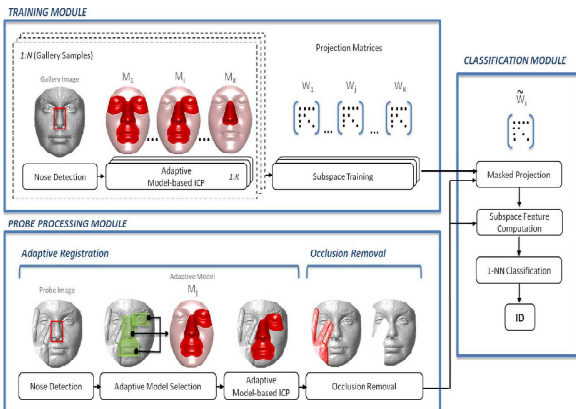 TRAINING MODULE
1:N (Gallery Samples)
Gallery Image
M1
Mj
MK
... ...
Nose Detection
Adaptive
Model-based ICP
1:K
Projection Matrices
W1
Wj
WK
... ...
Subspace Training
CLASSIFICATION MODULE
W̃i
Masked Projection
Subspace Feature
Computation
1-NN Classification
ID
PROBE PROCESSING MODULE
Adaptive Registration
Occlusion Removal
Probe Image
Adaptive Model
Mj
Nose Detection
Adaptive Model Selection
Adaptive
Model-based ICP
Occlusion Removal